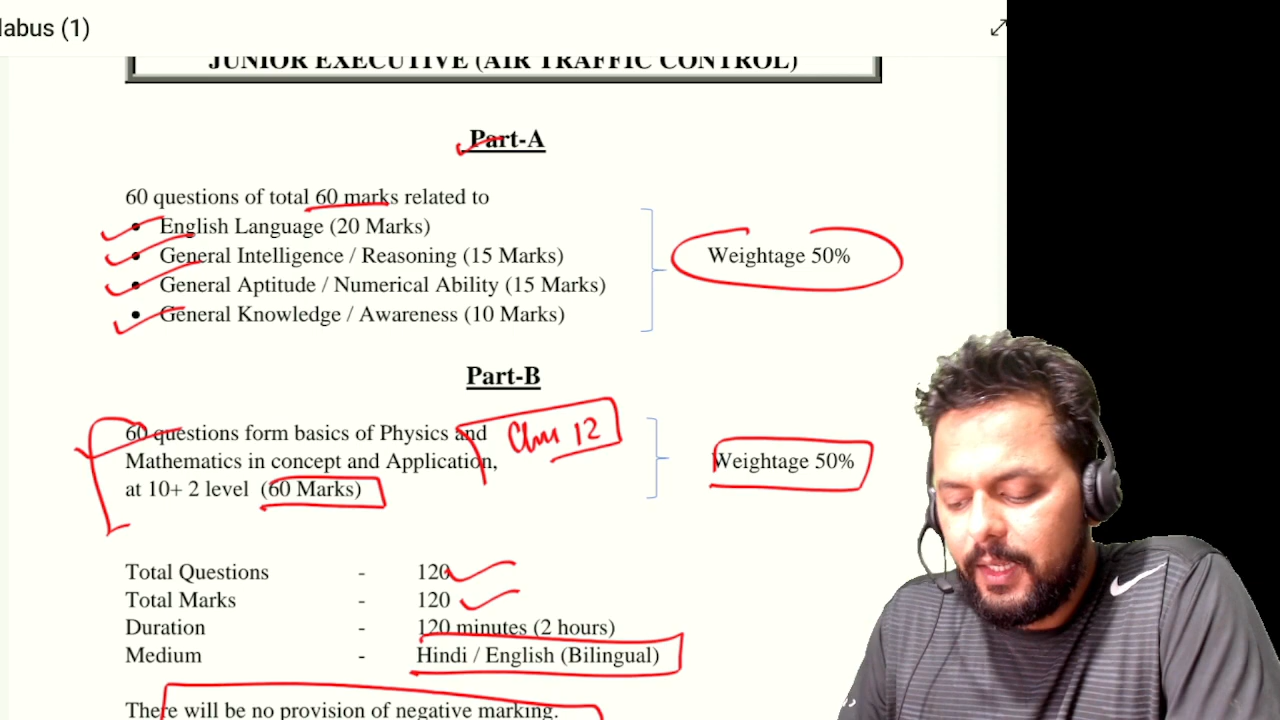 labus (1)
JUNIOR EXECUTIVE (AIR TRAFFIC CONTROL)
Part-A
60 questions of total 60 marks related to
• English Language (20 Marks)
• General Intelligence / Reasoning (15 Marks)
• General Aptitude / Numerical Ability (15 Marks)
• General Knowledge / Awareness (10 Marks)
Weightage 50%
Part-B
60 questions form basics of Physics and
Mathematics in concept and Application,
at 10+ 2 level (60 Marks)
12
Weightage 50%
Total Questions - 120
Total Marks - 120
Duration - 120 minutes (2 hours)
Medium - Hindi / English (Bilingual)
There will be no provision of negative marking.